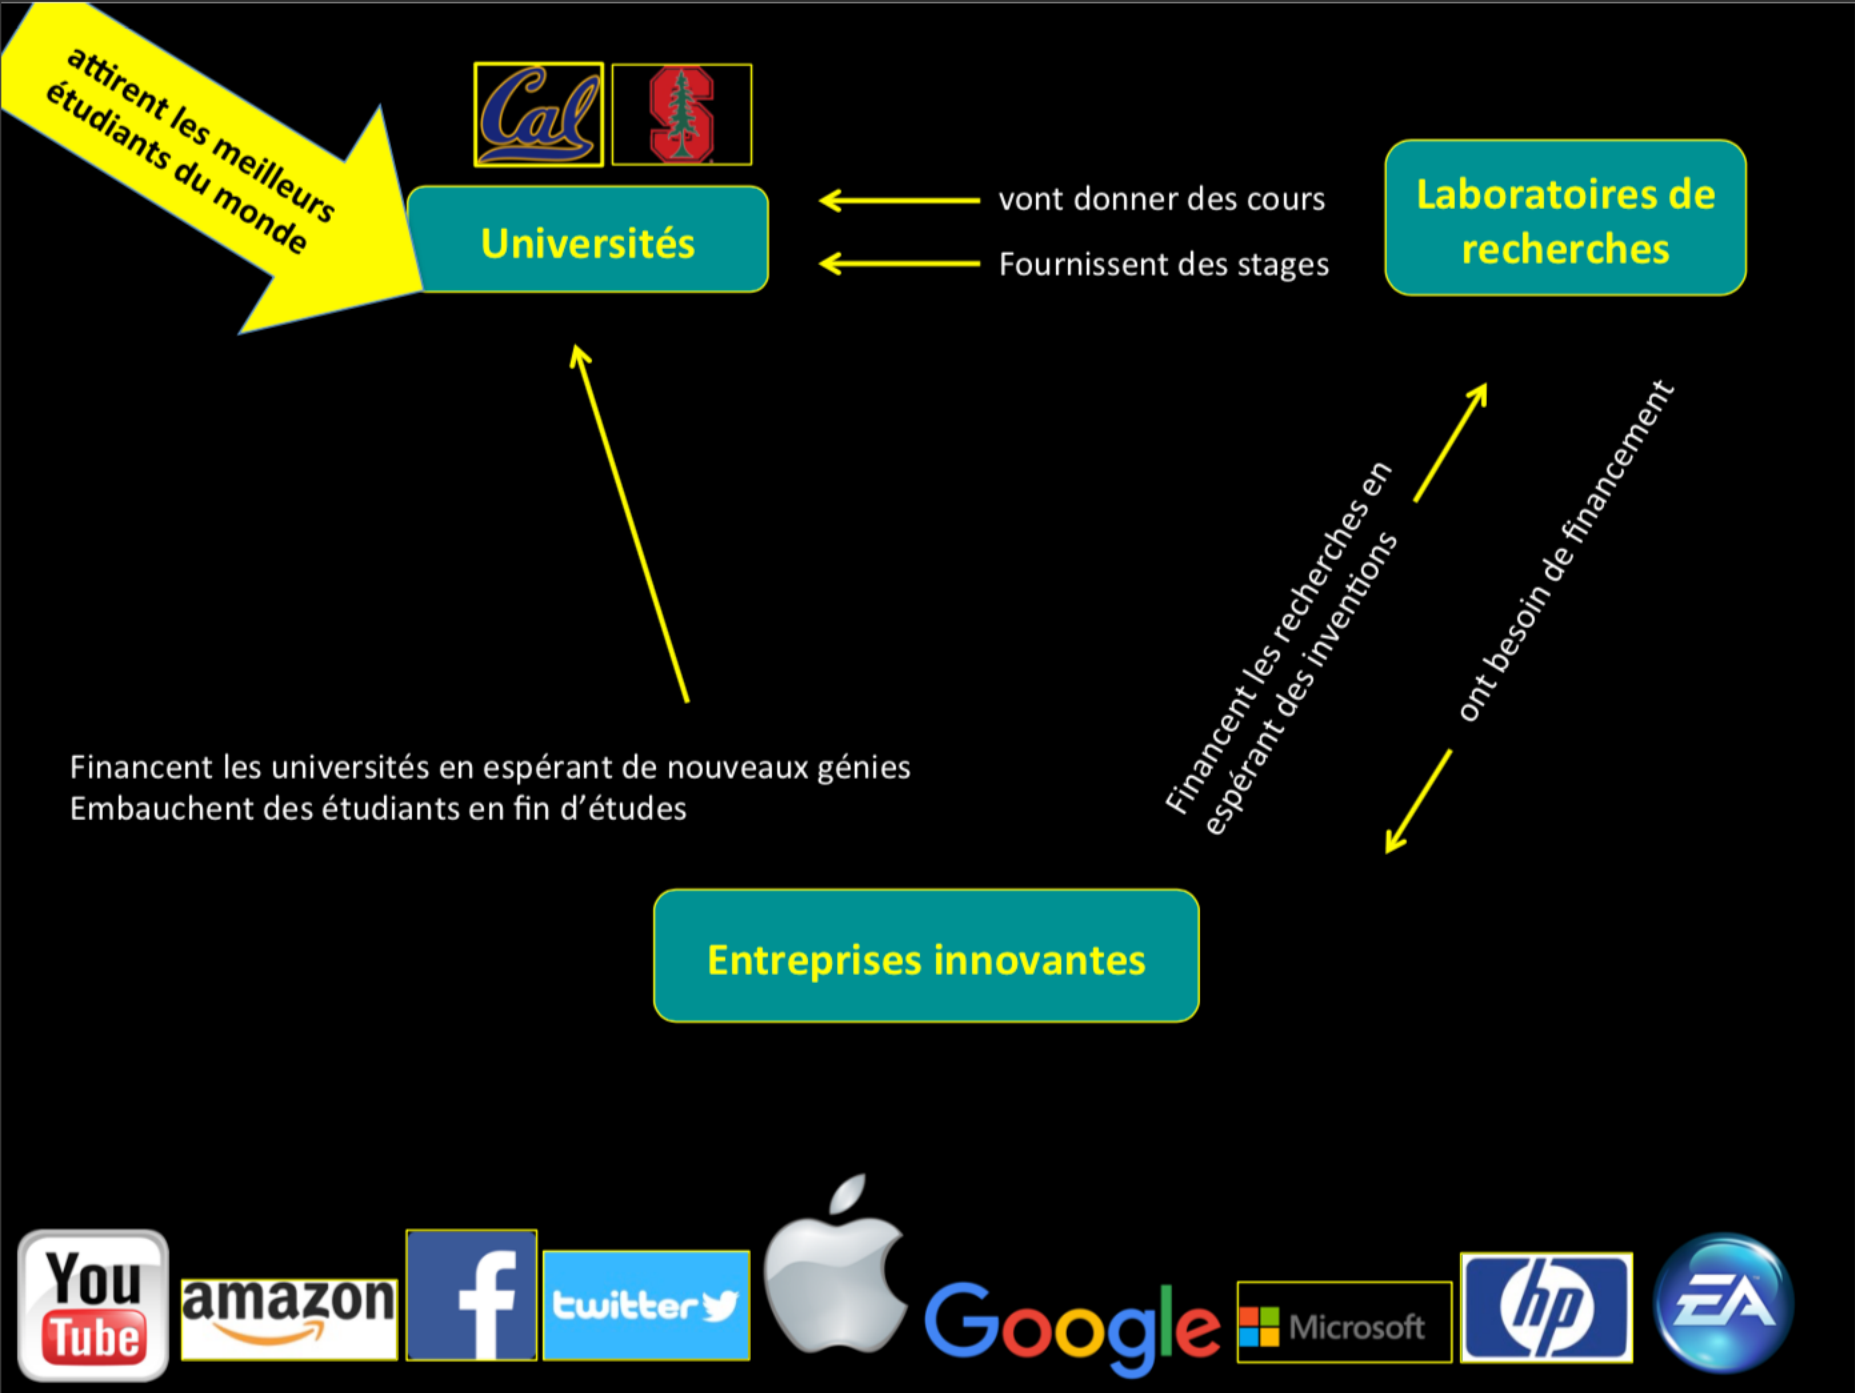 attirent les meilleurs
étudiants du monde
Cal
S
Universités
vont donner des cours
Fournissent des stages
Laboratoires de
recherches
Financent les recherches en
espérant des inventions
ont besoin de financement
Financent les universités en espérant de nouveaux génies
Embauchent des étudiants en fin d’études
Entreprises innovantes
You
Tube
amazon
f
twitter
Google
Microsoft
hp
EA